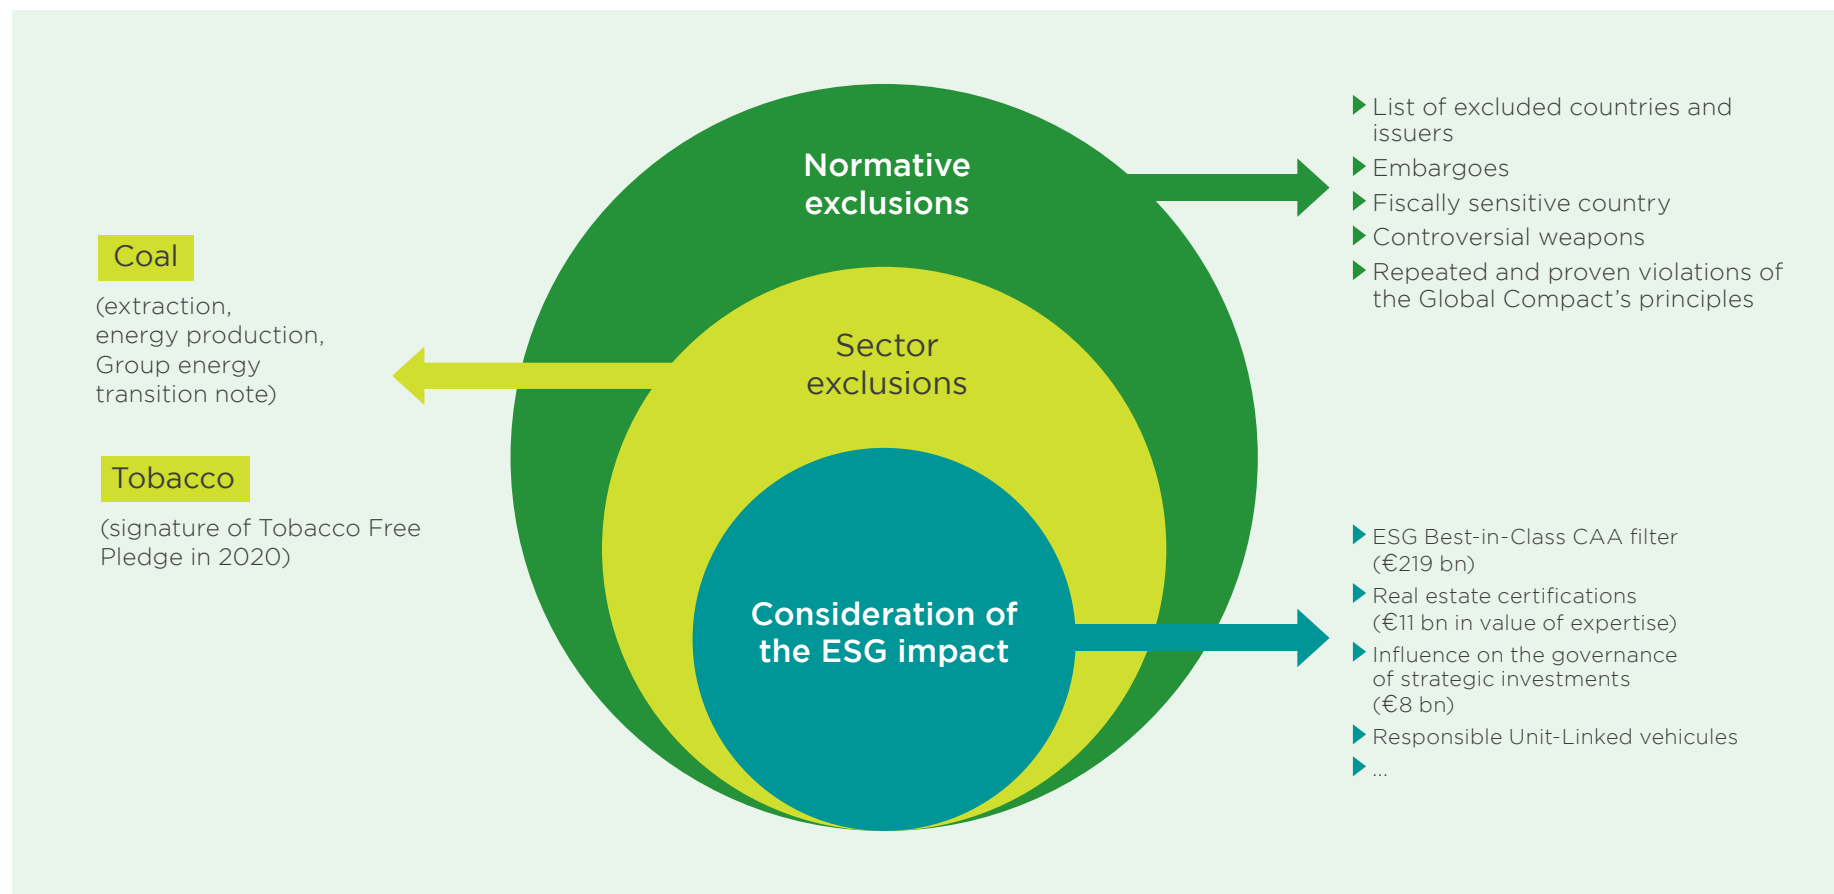 Normative
exclusions
List of excluded countries and
issuers
Embargoes
Fiscally sensitive country
Controversial weapons
Repeated and proven violations of
the Global Compact’s principles
Coal
(extraction,
energy production,
Group energy
transition note)
Sector
exclusions
Tobacco
(signature of Tobacco Free
Pledge in 2020)
Consideration of
the ESG impact
ESG Best-in-Class CAA filter
(€219 bn)
Real estate certifications
(€11 bn in value of expertise)
Influence on the governance
of strategic investments
(€8 bn)
Responsible Unit-Linked vehicules
...